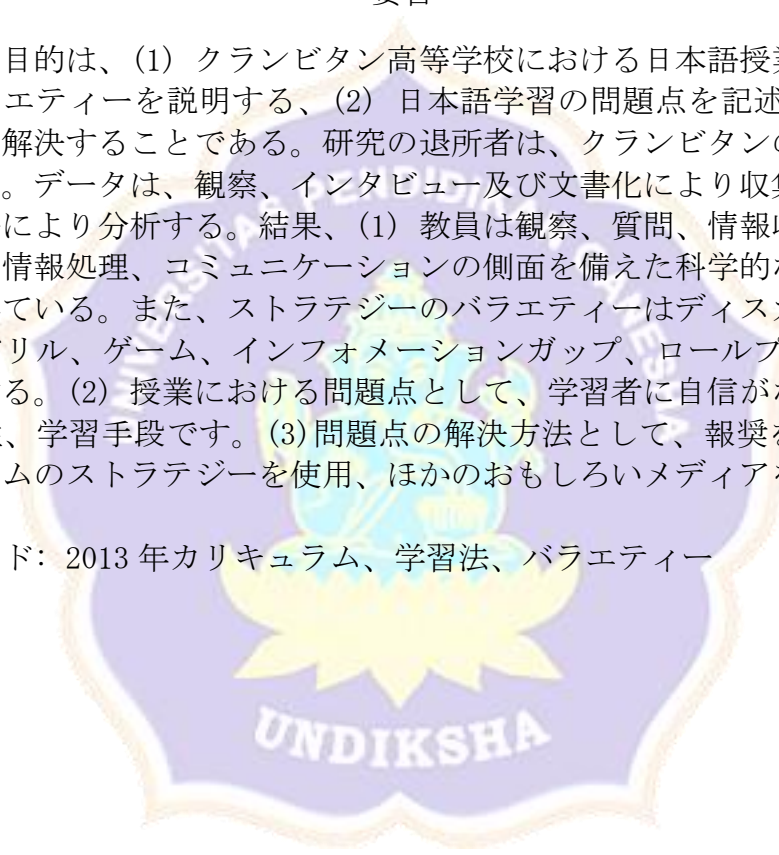 要旨
目的は、(1) クランビタン高等学校における日本語授業
エティーを説明する、(2) 日本語学習の問題点を記述
解決することである。研究の退所者は、クランビタンの
。データは、観察、インタビュー及び文書化により収集
により分析する。結果、(1) 教員は観察、質問、情報
情報処理、コミュニケーションの側面を備えた科学的な
ている。また、ストラテジーのバラエティーはディス
リル、ゲーム、インフォメーションギャップ、ロールプ
る。(2) 授業における問題点として、学習者に自信が
、学習手段です。(3)問題点の解決方法として、報奨を
ムのストラテジーを使用、ほかのおもしろいメディアを
ド: 2013 年カリキュラム、学習法、バラエティー
UNIVERSITAS PENDIDIKAN GANESHA
UNDIKSHA